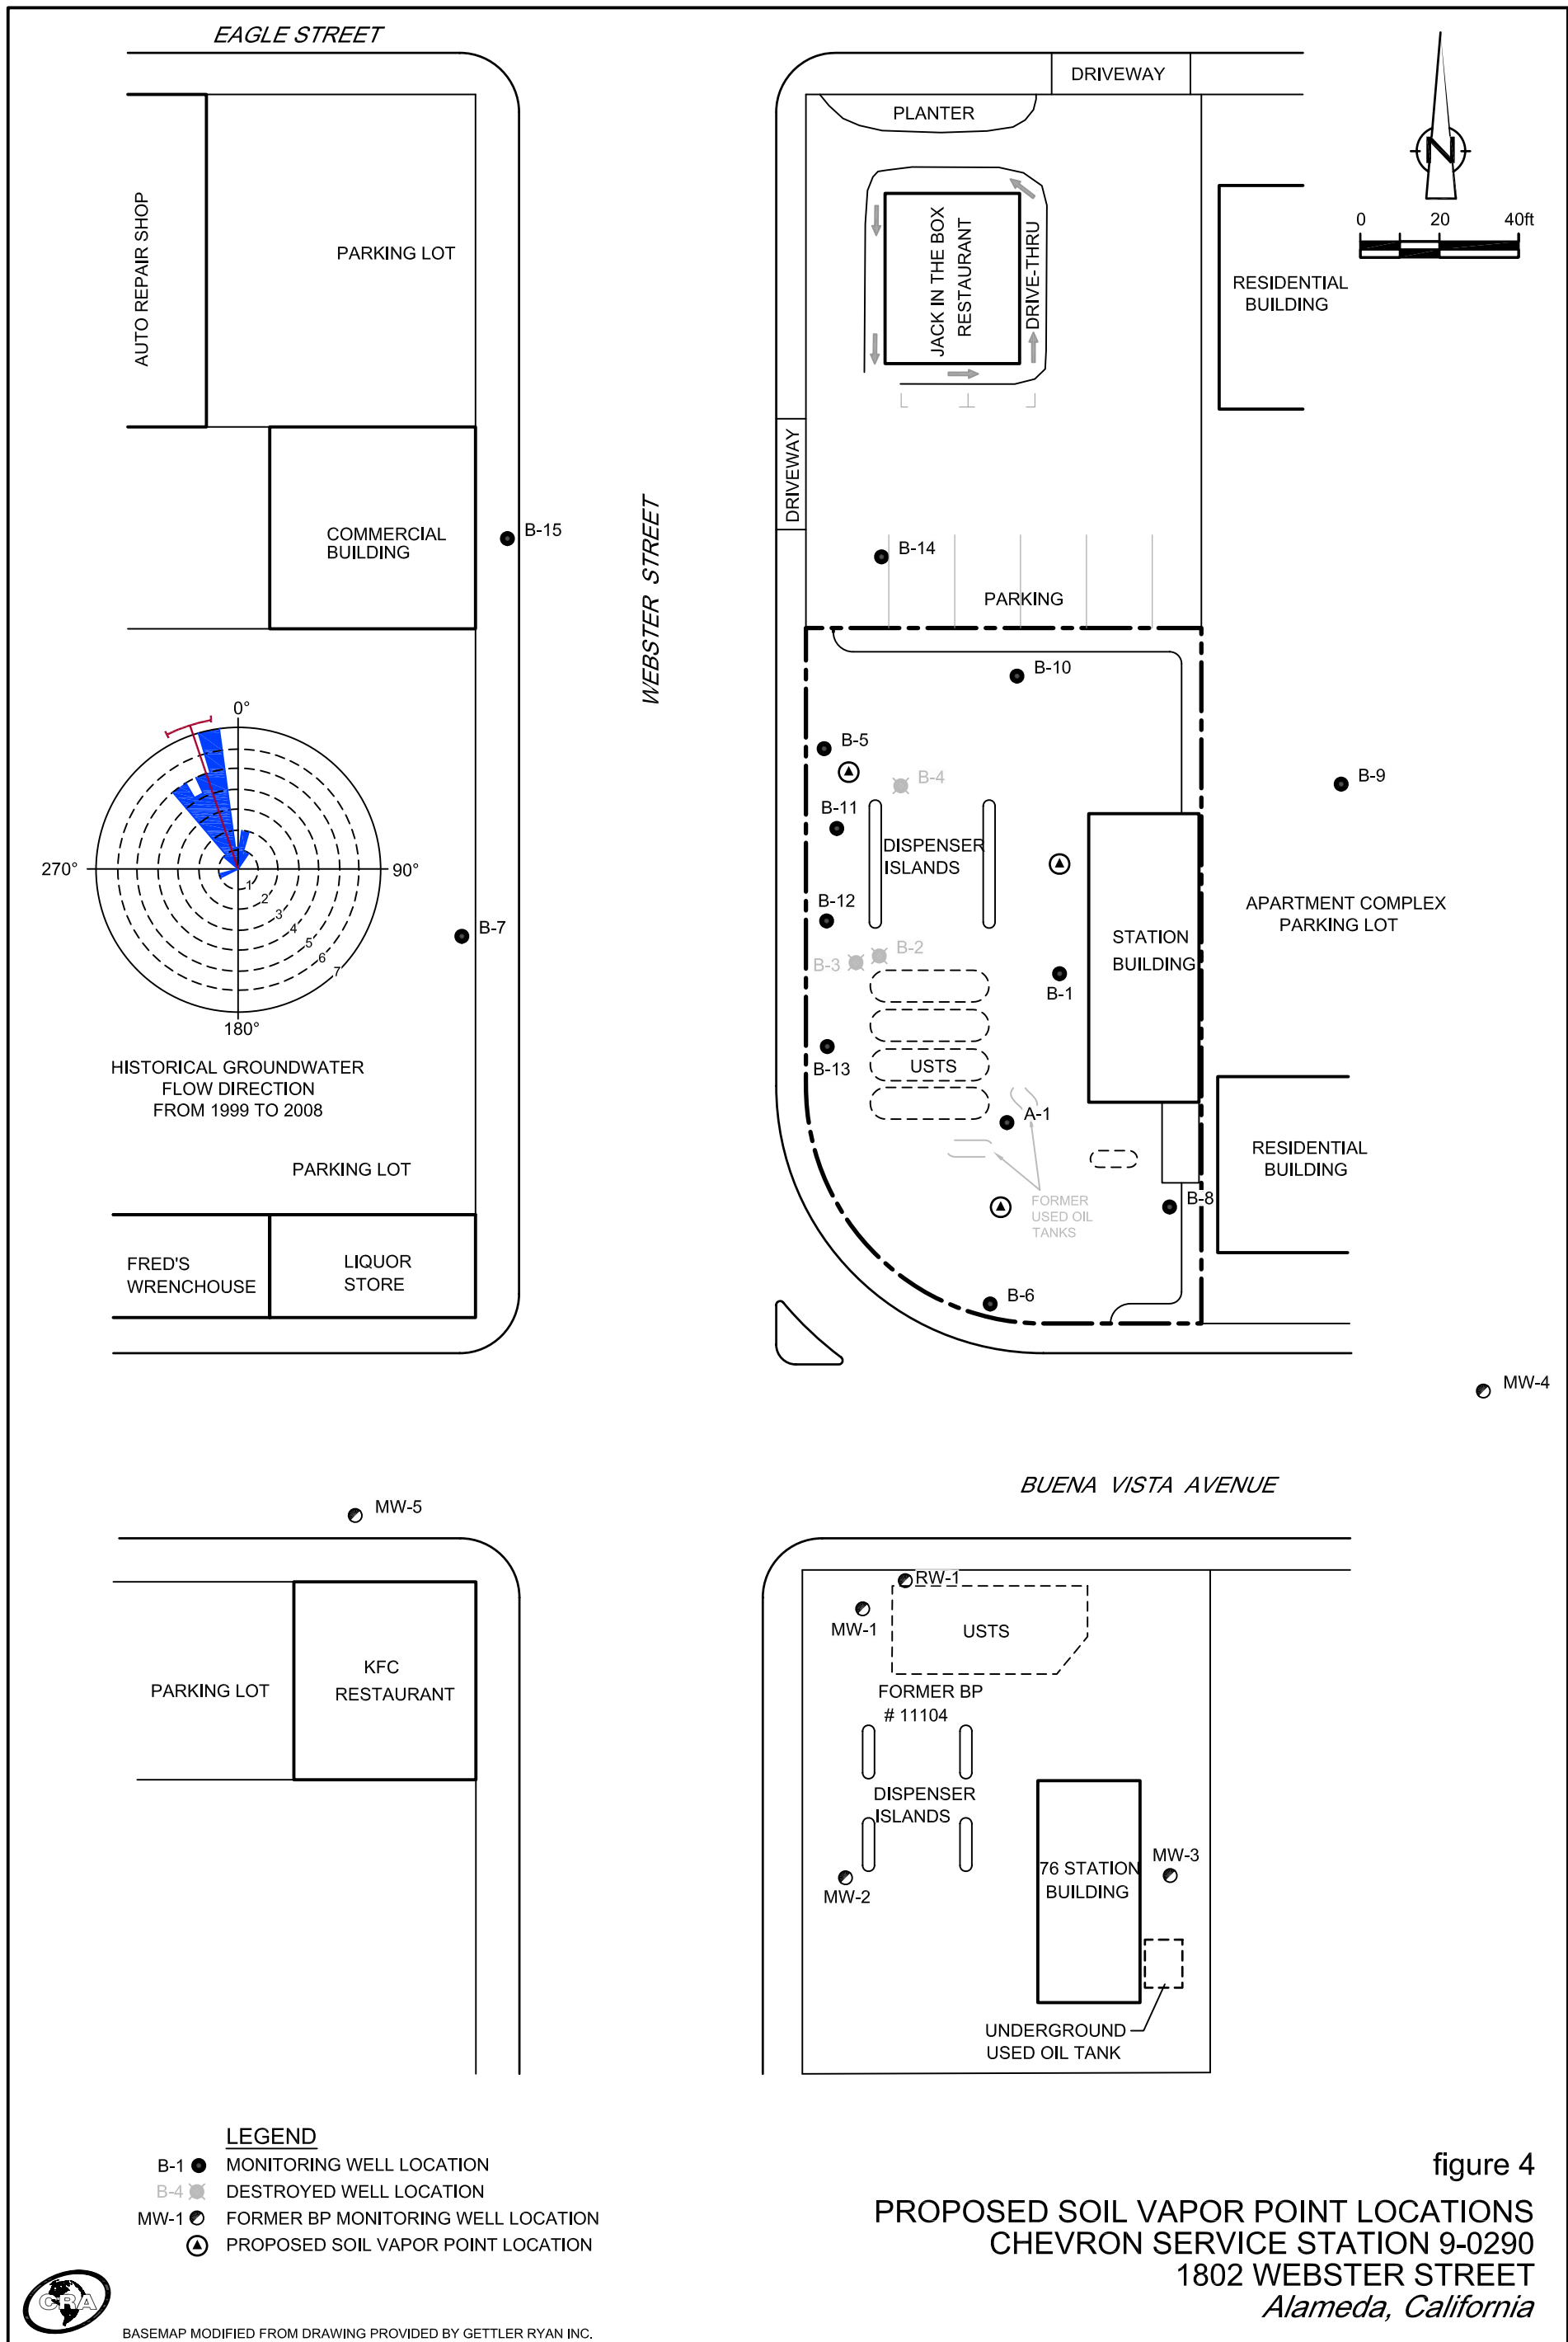 EAGLE STREET
DRIVEWAY
PLANTER
AUTO REPAIR SHOP
PARKING LOT
JACK IN THE BOX
RESTAURANT
DRIVE-THRU
N
0 20 40ft
RESIDENTIAL
BUILDING
DRIVEWAY
COMMERCIAL
BUILDING
B-15
WEBSTER STREET
B-14
PARKING
B-10
0°
90°
180°
270°
1
2
3
4
5
6
7
HISTORICAL GROUNDWATER
FLOW DIRECTION
FROM 1999 TO 2008
B-7
B-5
B-4
B-9
B-11
DISPENSER
ISLANDS
B-12
B-2
B-3
STATION
BUILDING
APARTMENT COMPLEX
PARKING LOT
B-1
B-13
USTS
A-1
FORMER
USED OIL
TANKS
RESIDENTIAL
BUILDING
B-8
B-6
PARKING LOT
FRED'S
WRENCHOUSE
LIQUOR
STORE
MW-4
BUENA VISTA AVENUE
MW-5
RW-1
MW-1
USTS
PARKING LOT
KFC
RESTAURANT
FORMER BP
# 11104
DISPENSER
ISLANDS
MW-2
76 STATION
BUILDING
MW-3
UNDERGROUND
USED OIL TANK
LEGEND
B-1 MONITORING WELL LOCATION
B-4 DESTROYED WELL LOCATION
MW-1 FORMER BP MONITORING WELL LOCATION
PROPOSED SOIL VAPOR POINT LOCATION
figure 4
PROPOSED SOIL VAPOR POINT LOCATIONS
CHEVRON SERVICE STATION 9-0290
1802 WEBSTER STREET
Alameda, California
CRA
BASEMAP MODIFIED FROM DRAWING PROVIDED BY GETTLER RYAN INC.